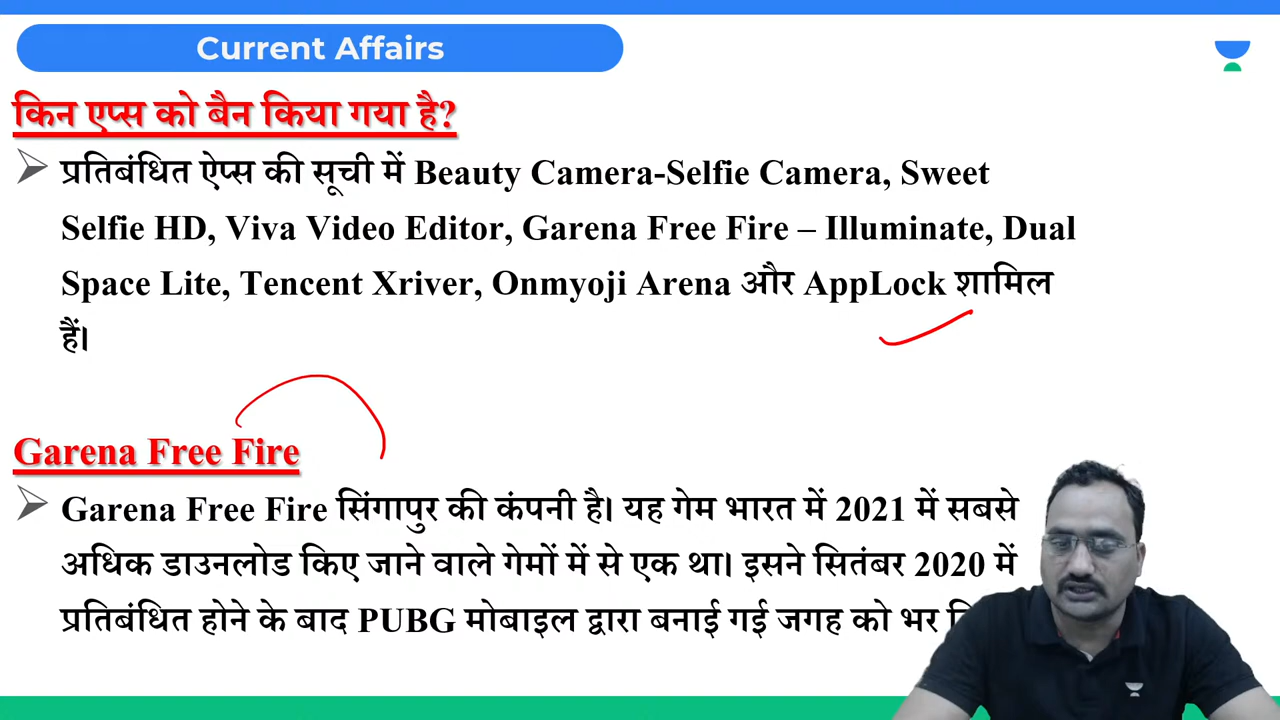 Current Affairs
किन एप्स को बैन किया गया है?
प्रतिबंधित ऐप्स की सूची में Beauty Camera-Selfie Camera, Sweet
Selfie HD, Viva Video Editor, Garena Free Fire – Illuminate, Dual
Space Lite, Tencent Xriver, Onmyoji Arena और AppLock शामिल
हैं।
Garena Free Fire
Garena Free Fire सिंगापुर की कंपनी है। यह गेम भारत में 2021 में सबसे
अधिक डाउनलोड किए जाने वाले गेमों में से एक था। इसने सितंबर 2020 में
प्रतिबंधित होने के बाद PUBG मोबाइल द्वारा बनाई गई जगह को भर